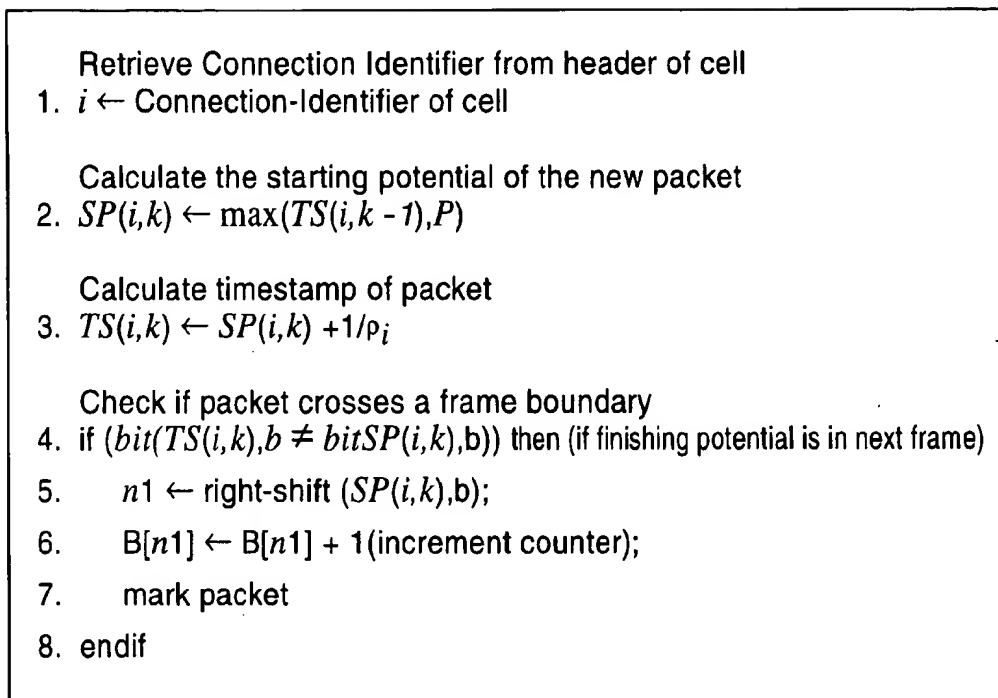 Retrieve Connection Identifier from header of cell
1. i ← Connection-Identifier of cell
Calculate the starting potential of the new packet
2. SP(i,k) ← max(TS(i,k - 1),P)
Calculate timestamp of packet
3. TS(i,k) ← SP(i,k) +1/ρi
Check if packet crosses a frame boundary
4. if (bit(TS(i,k),b ≠ bitSP(i,k),b)) then (if finishing potential is in next frame)
5. n1 ← right-shift (SP(i,k),b);
6. B[n1] ← B[n1] + 1(increment counter);
7. mark packet
8. endif